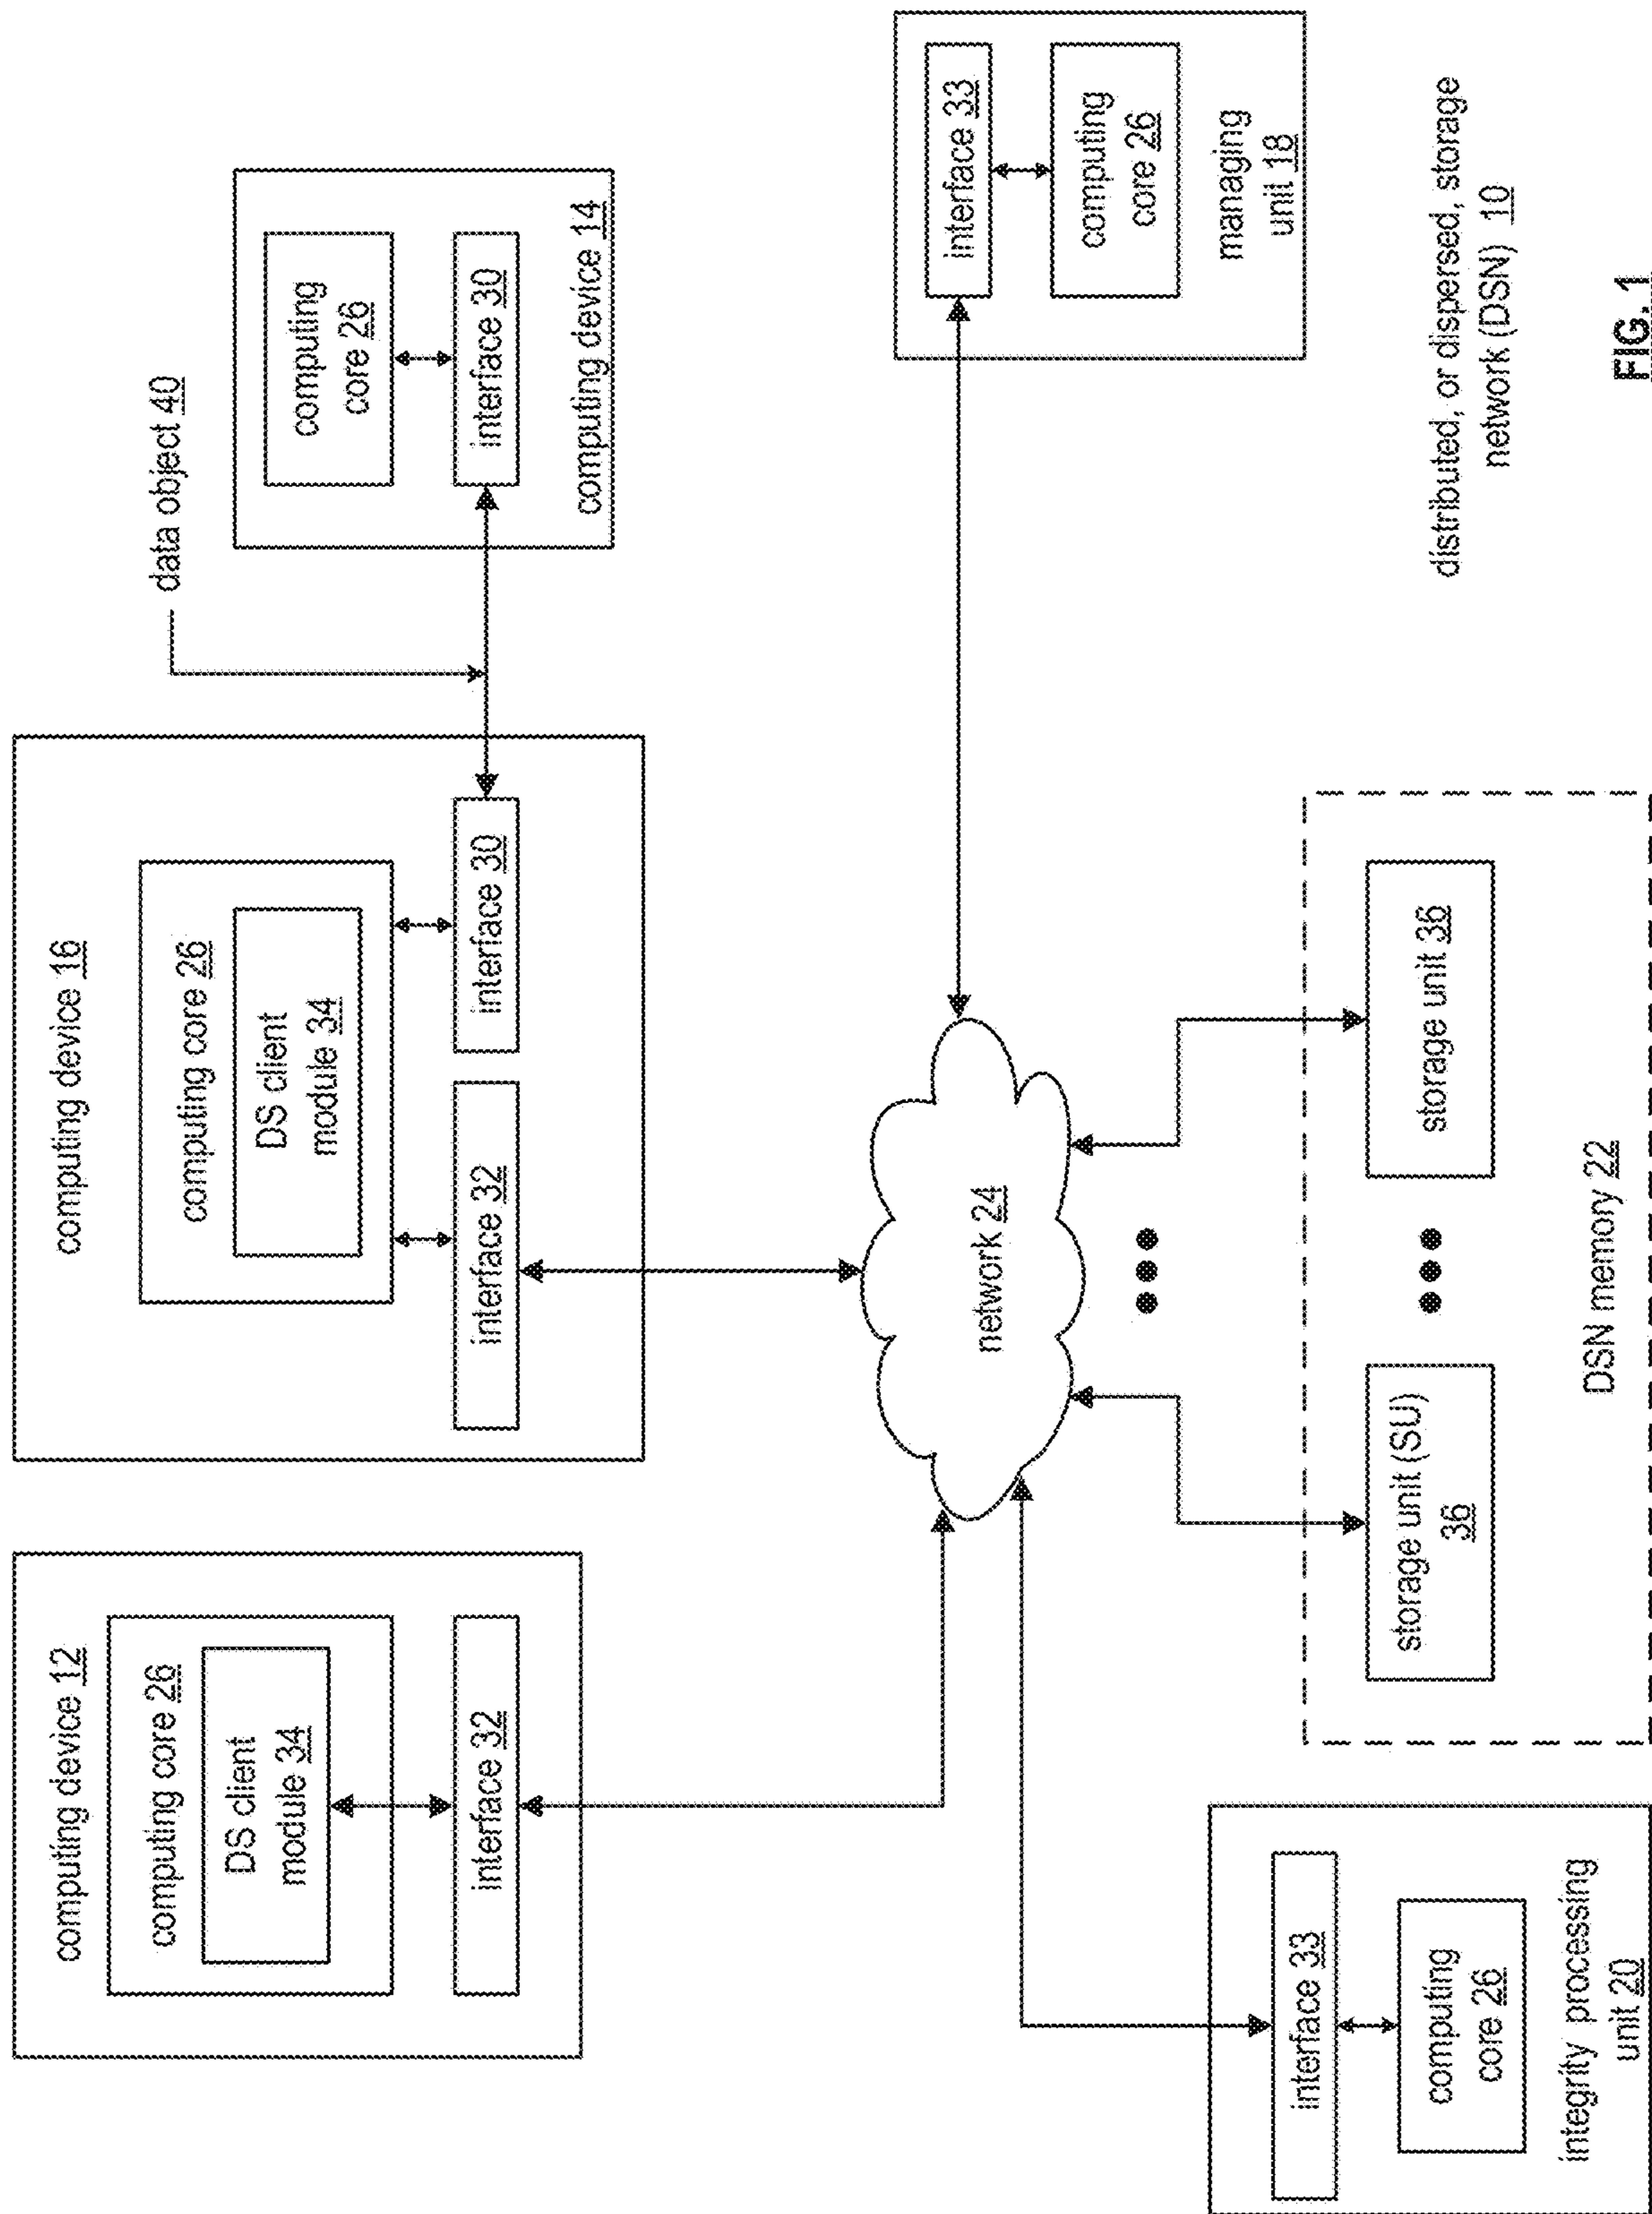 computing device 12
computing core 26
DS client
module 34
interface 32
computing device 16
computing core 26
DS client
module 34
interface 32
interface 30
data object 40
computing
core 26
interface 30
computing device 14
network 24
interface 33
computing
core 26
managing
unit 18
interface 33
computing
core 26
integrity processing
unit 20
storage unit (SU)
36
storage unit 36
DSN memory 22
distributed, or dispersed, storage
network (DSN) 10
FIG. 1